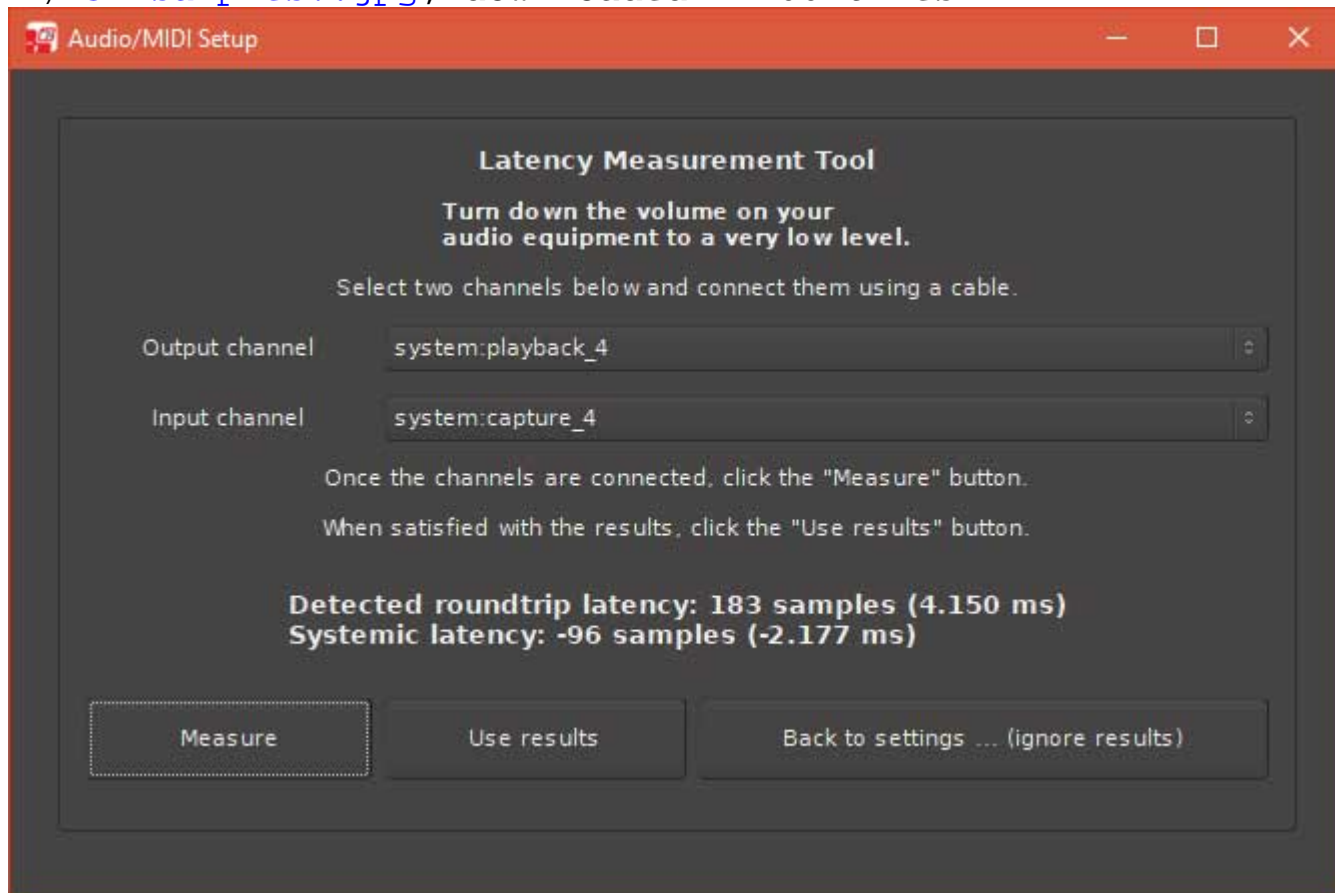 Audio/MIDI Setup
Latency Measurement Tool
Turn down the volume on your
audio equipment to a very low level.
Select two channels below and connect them using a cable.
Output channel system:playback_4
Input channel system:capture_4
Once the channels are connected, click the "Measure" button.
When satisfied with the results, click the "Use results" button.
Detected roundtrip latency: 183 samples (4.150 ms)
Systemic latency: -96 samples (-2.177 ms)
Measure Use results Back to settings ... (ignore results)